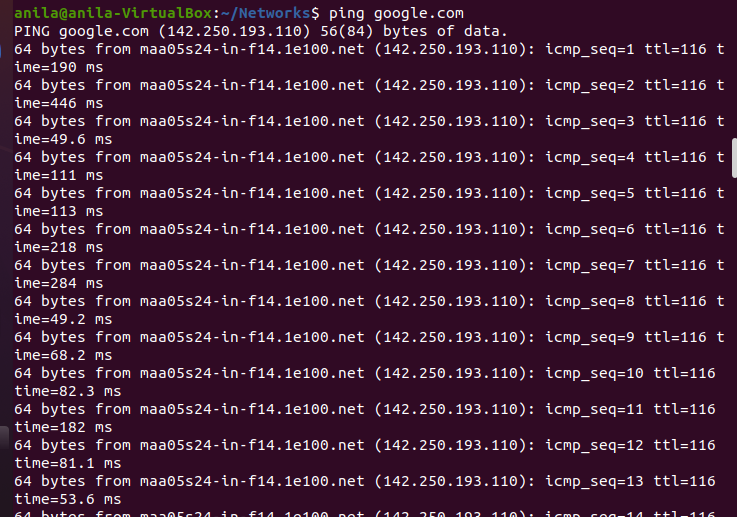 anila@anila-VirtualBox:~/Networks$ ping google.com
PING google.com (142.250.193.110) 56(84) bytes of data.
64 bytes from maa05s24-in-f14.1e100.net (142.250.193.110): icmp_seq=1 ttl=116 t
ime=190 ms
64 bytes from maa05s24-in-f14.1e100.net (142.250.193.110): icmp_seq=2 ttl=116 t
ime=446 ms
64 bytes from maa05s24-in-f14.1e100.net (142.250.193.110): icmp_seq=3 ttl=116 t
ime=49.6 ms
64 bytes from maa05s24-in-f14.1e100.net (142.250.193.110): icmp_seq=4 ttl=116 t
ime=111 ms
64 bytes from maa05s24-in-f14.1e100.net (142.250.193.110): icmp_seq=5 ttl=116 t
ime=113 ms
64 bytes from maa05s24-in-f14.1e100.net (142.250.193.110): icmp_seq=6 ttl=116 t
ime=218 ms
64 bytes from maa05s24-in-f14.1e100.net (142.250.193.110): icmp_seq=7 ttl=116 t
ime=284 ms
64 bytes from maa05s24-in-f14.1e100.net (142.250.193.110): icmp_seq=8 ttl=116 t
ime=49.2 ms
64 bytes from maa05s24-in-f14.1e100.net (142.250.193.110): icmp_seq=9 ttl=116 t
ime=68.2 ms
64 bytes from maa05s24-in-f14.1e100.net (142.250.193.110): icmp_seq=10 ttl=116
time=82.3 ms
64 bytes from maa05s24-in-f14.1e100.net (142.250.193.110): icmp_seq=11 ttl=116
time=182 ms
64 bytes from maa05s24-in-f14.1e100.net (142.250.193.110): icmp_seq=12 ttl=116
time=81.1 ms
64 bytes from maa05s24-in-f14.1e100.net (142.250.193.110): icmp_seq=13 ttl=116
time=53.6 ms
64 bytes from maa05s24-in-f14.1e100.net (142.250.193.110): icmp_seq=14 ttl=116